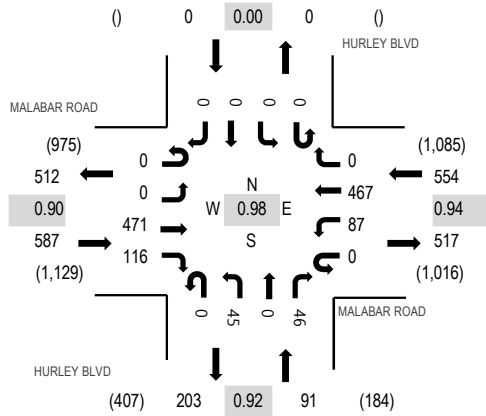 () 0 0.00 0 ()
HURLEY BLVD
MALABAR ROAD
0 0 0 0
(975) (1,085)
512 0 0 554
0 N 467
0.90 W 0.98 E 0.94
471 S 87
587 116 0 517
(1,129) (1,016)
0 45 0 46
MALABAR ROAD
HURLEY BLVD
(407) 203 0.92 91 (184)